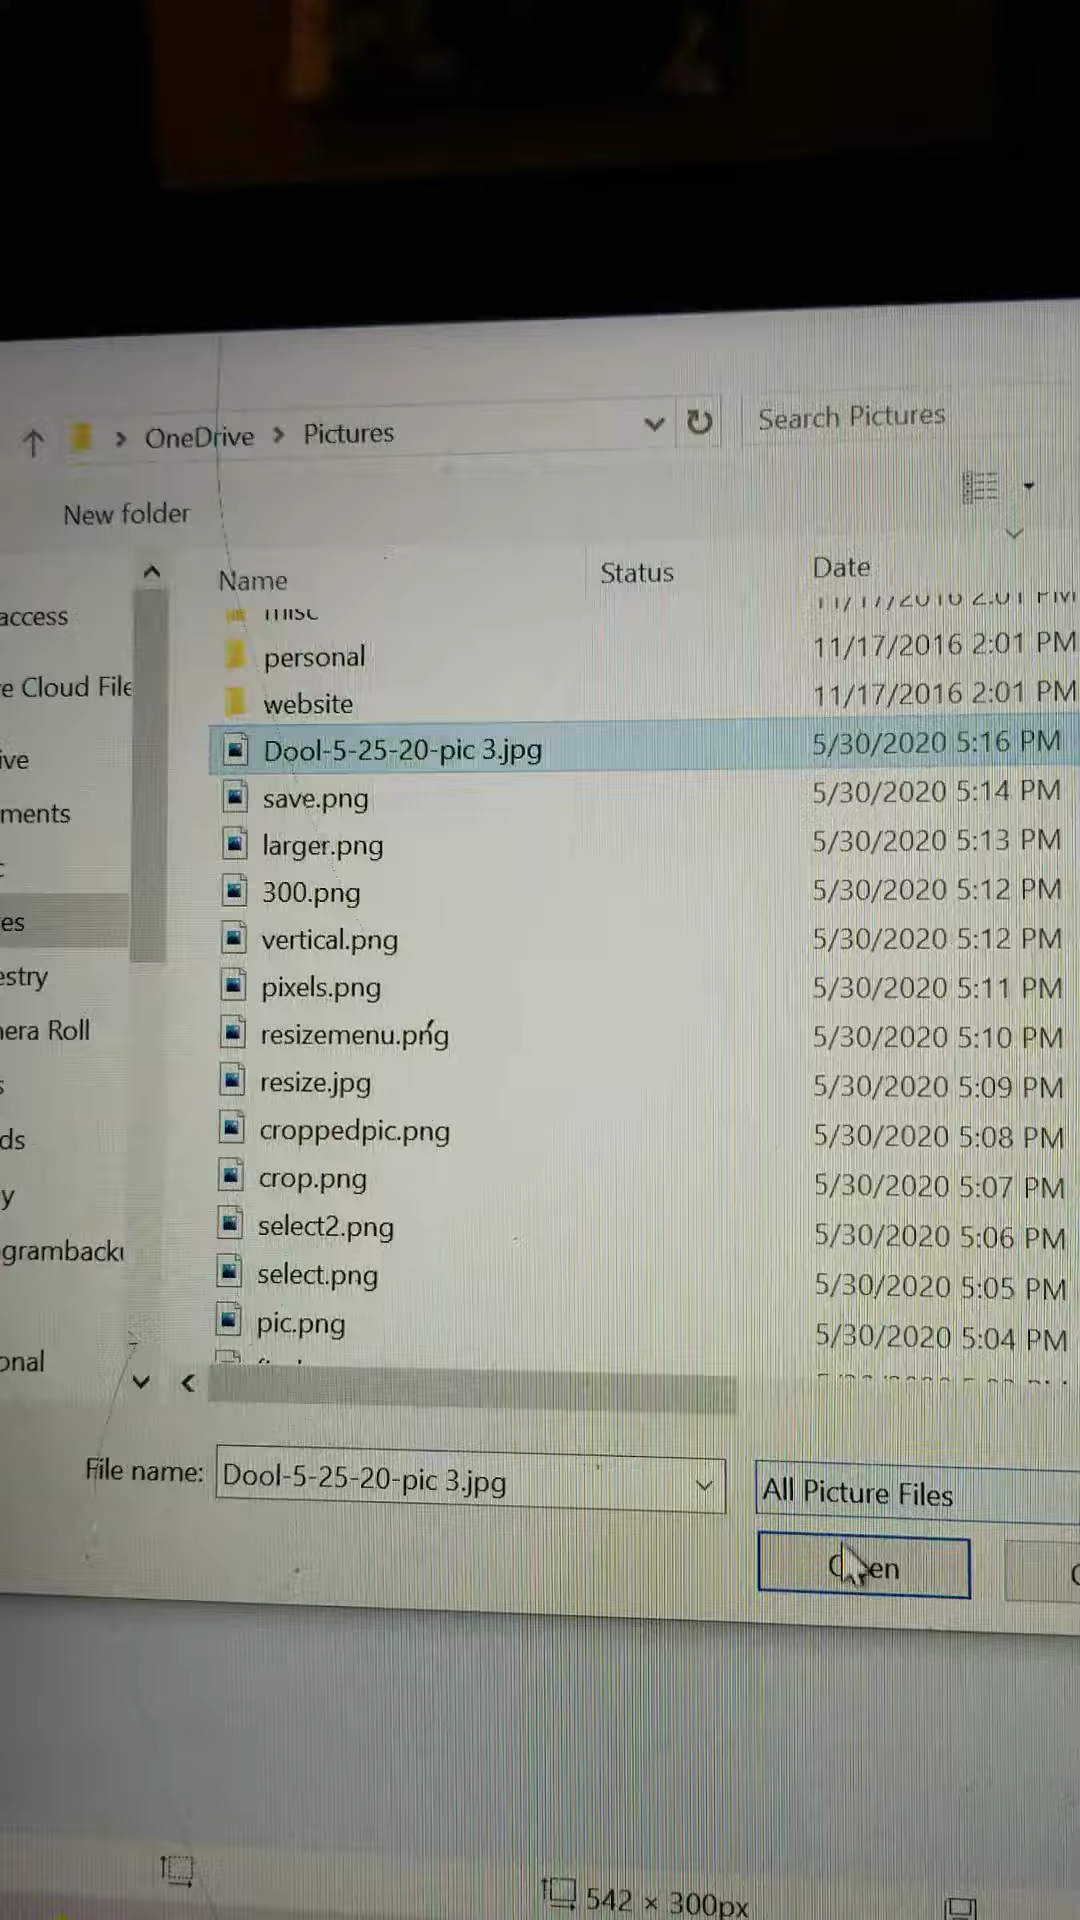 OneDrive > Pictures
Search Pictures
New folder
Name Status Date
access
misc
personal 11/17/2016 2:01 PM
e Cloud File
website 11/17/2016 2:01 PM
ive
Dool-5-25-20-pic 3.jpg 5/30/2020 5:16 PM
ments
save.png 5/30/2020 5:14 PM
larger.png 5/30/2020 5:13 PM
300.png 5/30/2020 5:12 PM
es
vertical.png 5/30/2020 5:12 PM
estry
pixels.png 5/30/2020 5:11 PM
nera Roll
resizemenu.png 5/30/2020 5:10 PM
s
resize.jpg 5/30/2020 5:09 PM
ds
croppedpic.png 5/30/2020 5:08 PM
crop.png 5/30/2020 5:07 PM
y
select2.png 5/30/2020 5:06 PM
grambacku
select.png 5/30/2020 5:05 PM
pic.png 5/30/2020 5:04 PM
onal
File name: Dool-5-25-20-pic 3.jpg All Picture Files
Open
542 × 300px